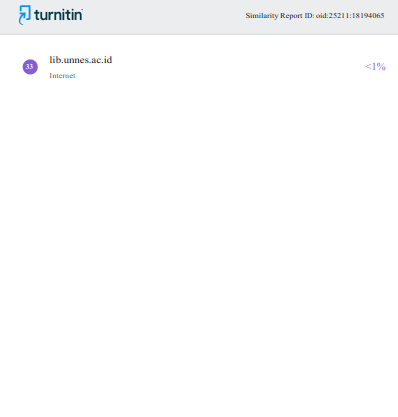 turnitin
Similarity Report ID: oid:25211:18194065
33
lib.unnes.ac.id
<1%
Internet